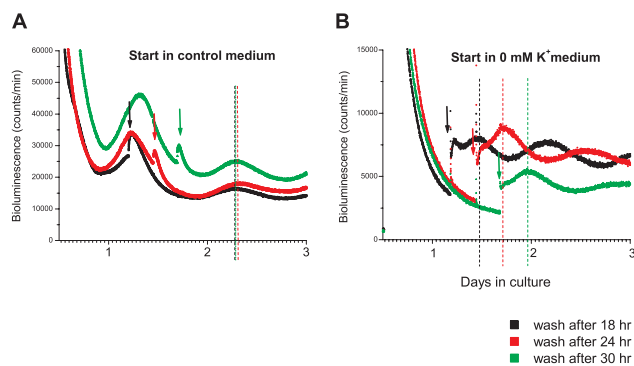 A
B
Start in control medium
Start in 0 mM K+medium
Bioluminescence (counts/min)
60000
50000
40000
30000
20000
10000
0
1
2
3
Bioluminescence (counts/min)
15000
10000
5000
0
1
2
3
Days in culture
wash after 18 hr
wash after 24 hr
wash after 30 hr